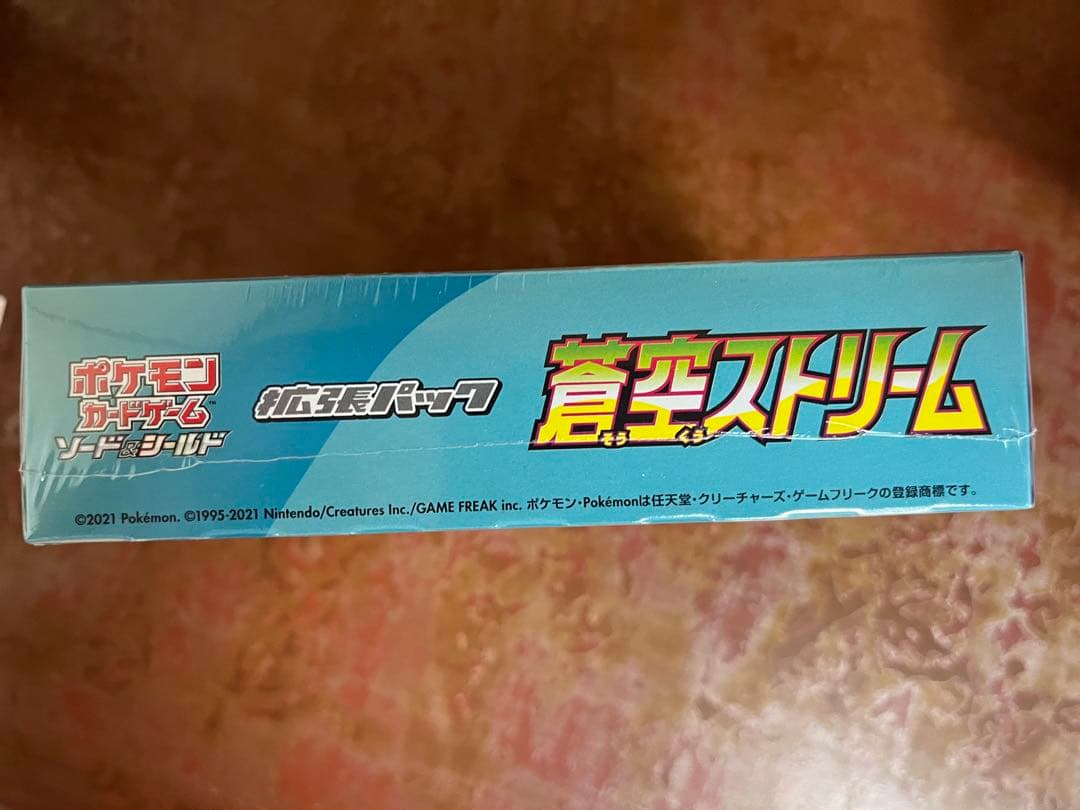 ポケモン
カードゲーム™
ソード&シールド
拡張パック
蒼空ストリーム
そう くう
©2021 Pokémon. ©1995-2021 Nintendo/Creatures Inc./GAME FREAK inc. ポケモン・Pokémonは任天堂・クリーチャーズ・ゲームフリークの登録商標です。